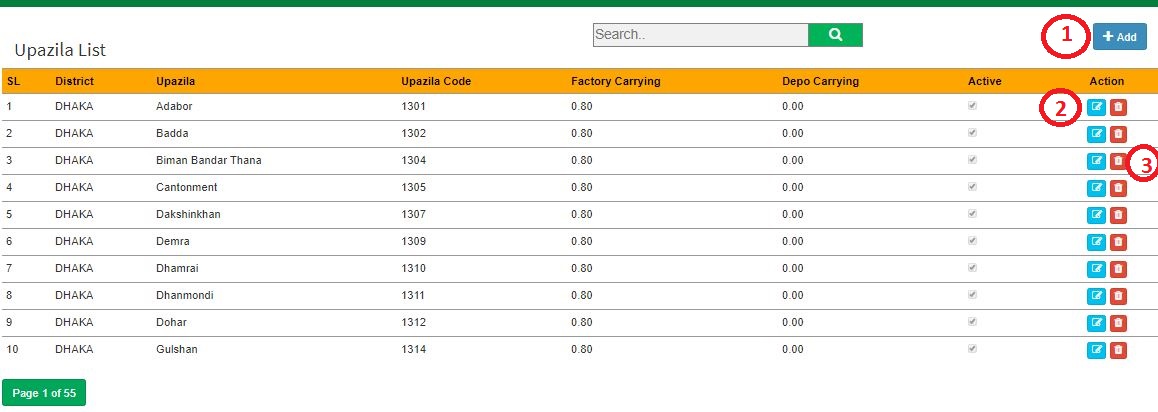 Search..
1
+ Add
Upazila List
SL District Upazila Upazila Code Factory Carrying Depo Carrying Active Action
1 DHAKA Adabor 1301 0.80 0.00 2
2 DHAKA Badda 1302 0.80 0.00
3 DHAKA Biman Bandar Thana 1304 0.80 0.00 3
4 DHAKA Cantonment 1305 0.80 0.00
5 DHAKA Dakshinkhan 1307 0.80 0.00
6 DHAKA Demra 1309 0.80 0.00
7 DHAKA Dhamrai 1310 0.80 0.00
8 DHAKA Dhanmondi 1311 0.80 0.00
9 DHAKA Dohar 1312 0.80 0.00
10 DHAKA Gulshan 1314 0.80 0.00
Page 1 of 55